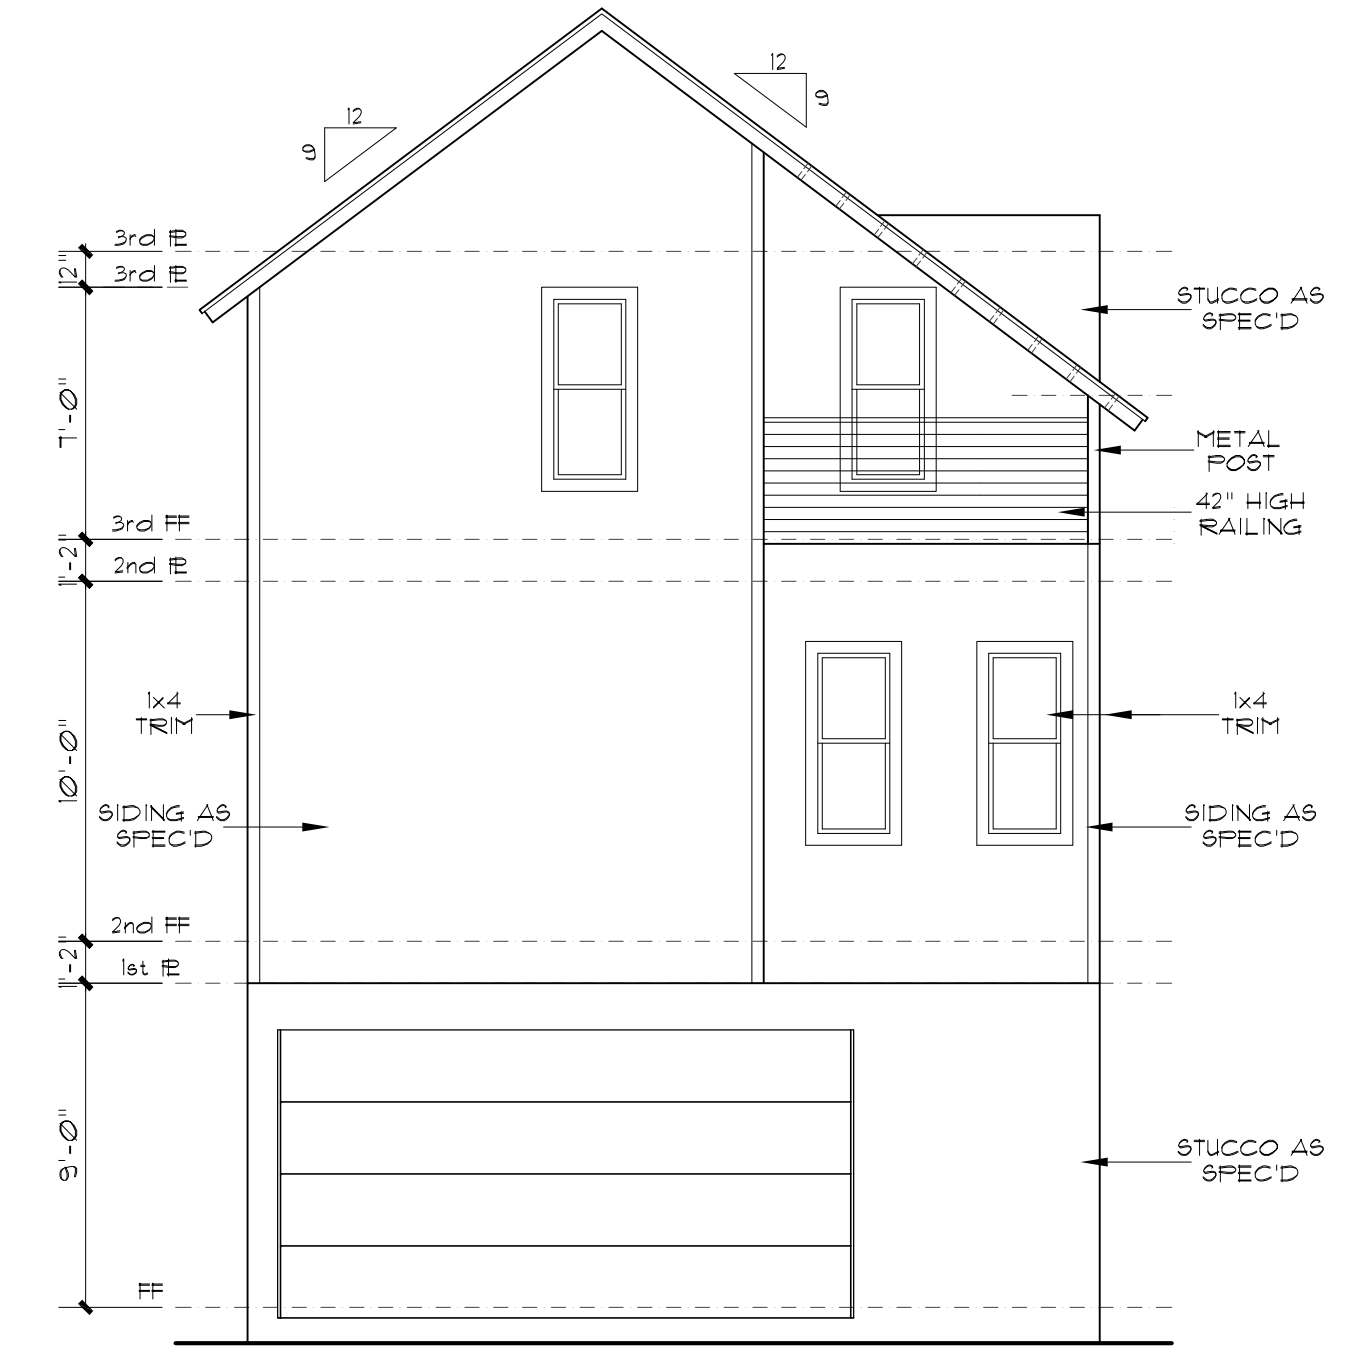 12
9
12
9
3rd PL
12"
3rd PL
STUCCO AS
SPEC'D
7'-0"
METAL
POST
42" HIGH
RAILING
3rd FF
1'-2"
2nd PL
1x4
TRIM
1x4
TRIM
10'-0"
SIDING AS
SPEC'D
SIDING AS
SPEC'D
2nd FF
1'-2"
1st PL
9'-0"
STUCCO AS
SPEC'D
FF